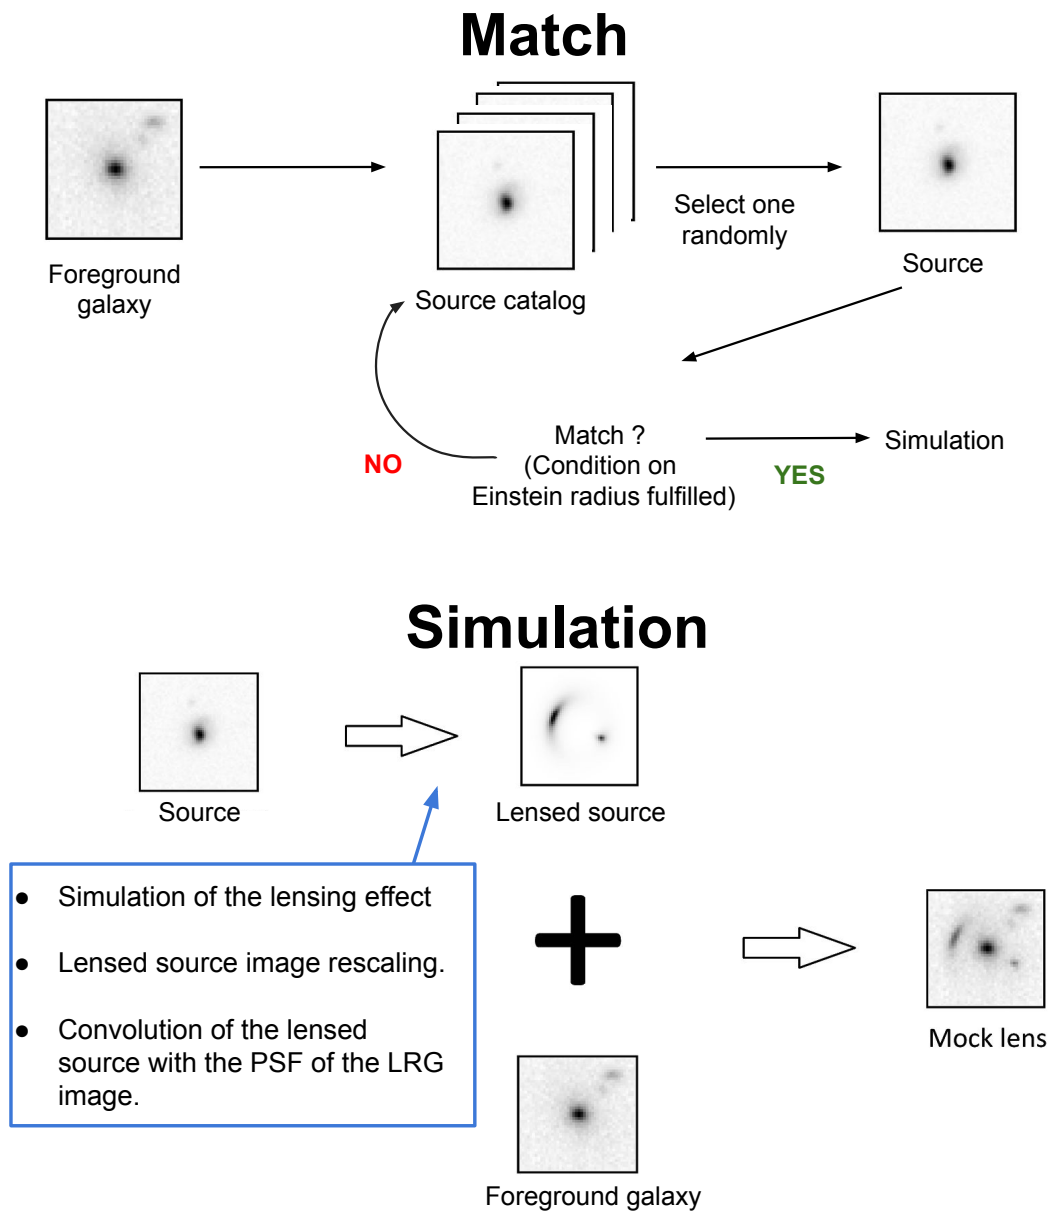 Match
Foreground
galaxy
Source catalog
Select one
randomly
Source
Match ?
(Condition on
Einstein radius fulfilled)
NO
YES
Simulation
Simulation
Source
Lensed source
● Simulation of the lensing effect
● Lensed source image rescaling.
● Convolution of the lensed
source with the PSF of the LRG
image.
Mock lens
Foreground galaxy